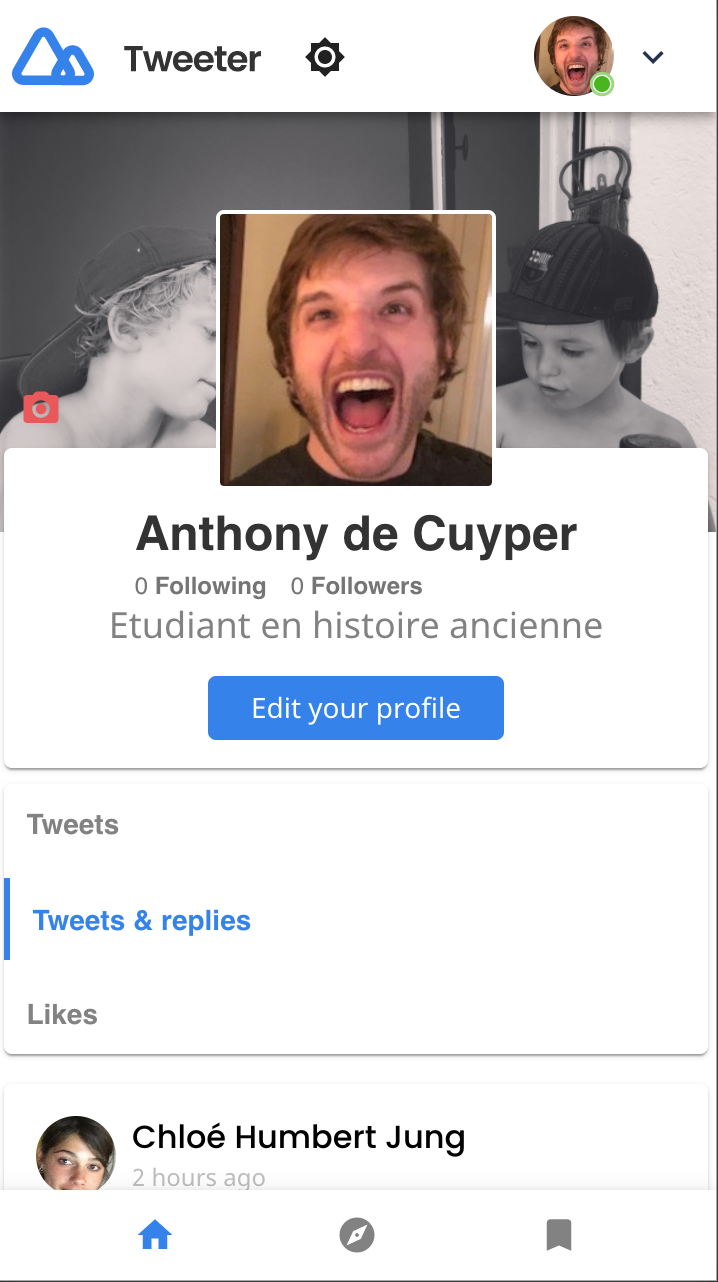 Tweeter
Anthony de Cuyper
0 Following 0 Followers
Etudiant en histoire ancienne
Edit your profile
Tweets
Tweets & replies
Likes
Chloé Humbert Jung
2 hours ago